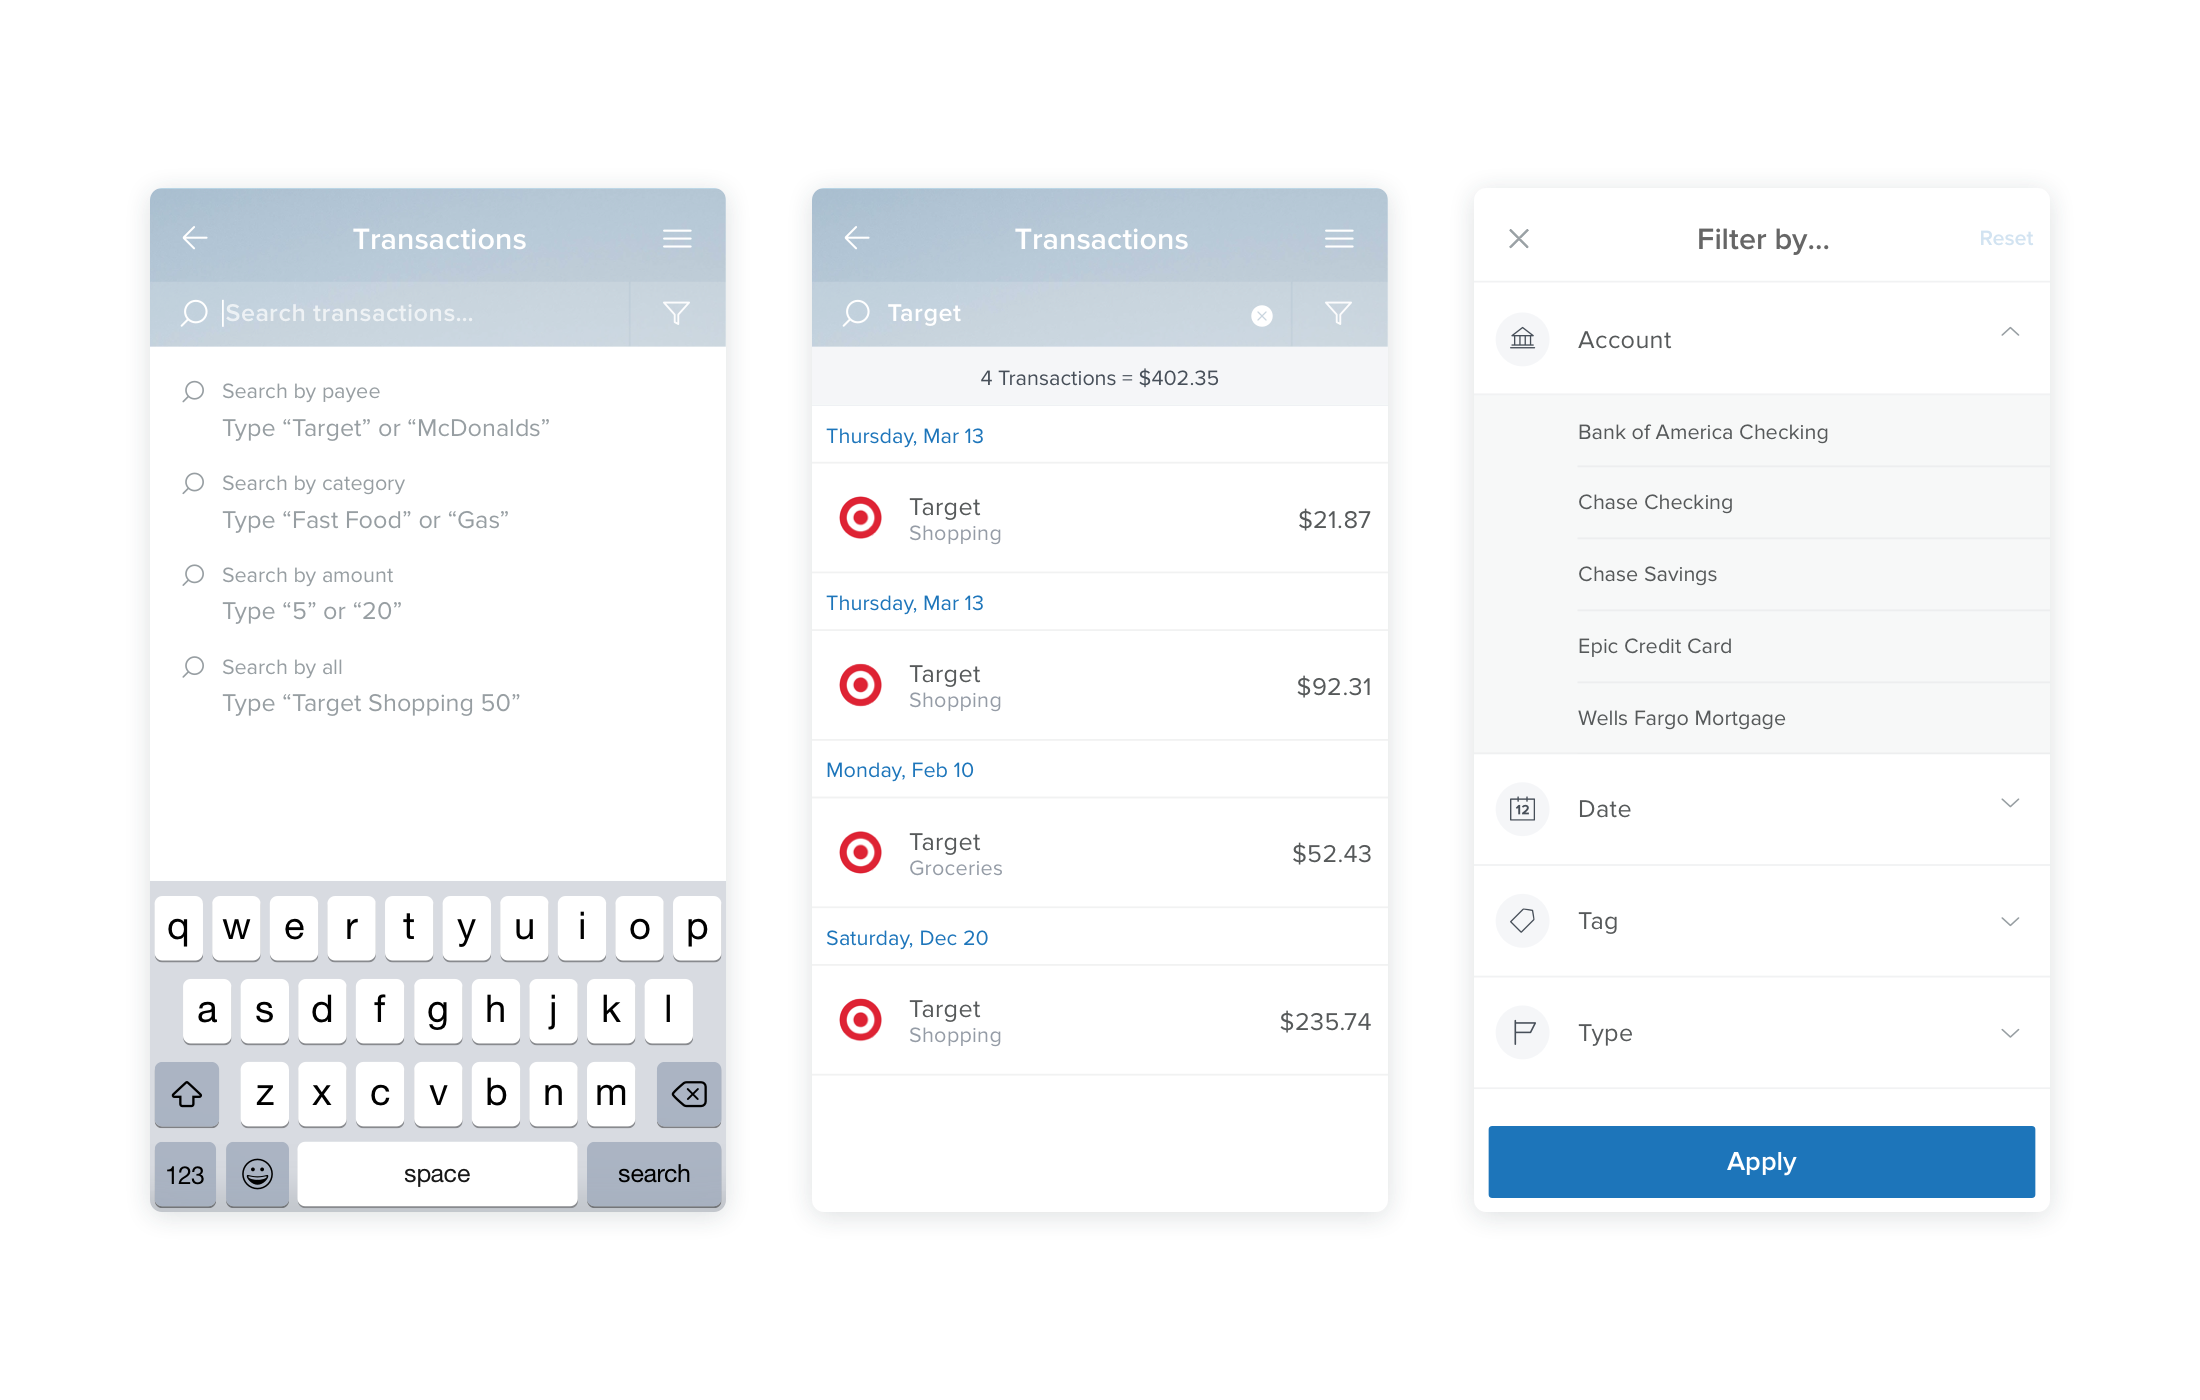 Transactions
Search transactions...
Search by payee
Type “Target” or “McDonalds”
Search by category
Type “Fast Food” or “Gas”
Search by amount
Type “5” or “20”
Search by all
Type “Target Shopping 50”
q w e r t y u i o p
a s d f g h j k l
z x c v b n m
123 space search
Transactions
Target
4 Transactions = $402.35
Thursday, Mar 13
Target
Shopping
$21.87
Thursday, Mar 13
Target
Shopping
$92.31
Monday, Feb 10
Target
Groceries
$52.43
Saturday, Dec 20
Target
Shopping
$235.74
Filter by...
Reset
Account
Bank of America Checking
Chase Checking
Chase Savings
Epic Credit Card
Wells Fargo Mortgage
12
Date
Tag
Type
Apply